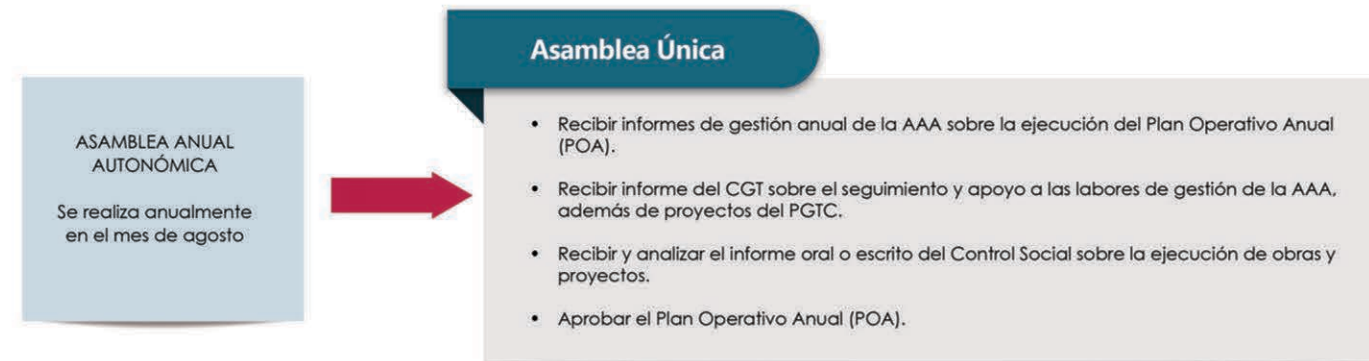 Asamblea Única
ASAMBLEA ANUAL
AUTONÓMICA
Se realiza anualmente
en el mes de agosto
• Recibir informes de gestión anual de la AAA sobre la ejecución del Plan Operativo Anual
(POA).
• Recibir informe del CGT sobre el seguimiento y apoyo a las labores de gestión de la AAA,
además de proyectos del PGTC.
• Recibir y analizar el informe oral o escrito del Control Social sobre la ejecución de obras y
proyectos.
• Aprobar el Plan Operativo Anual (POA).